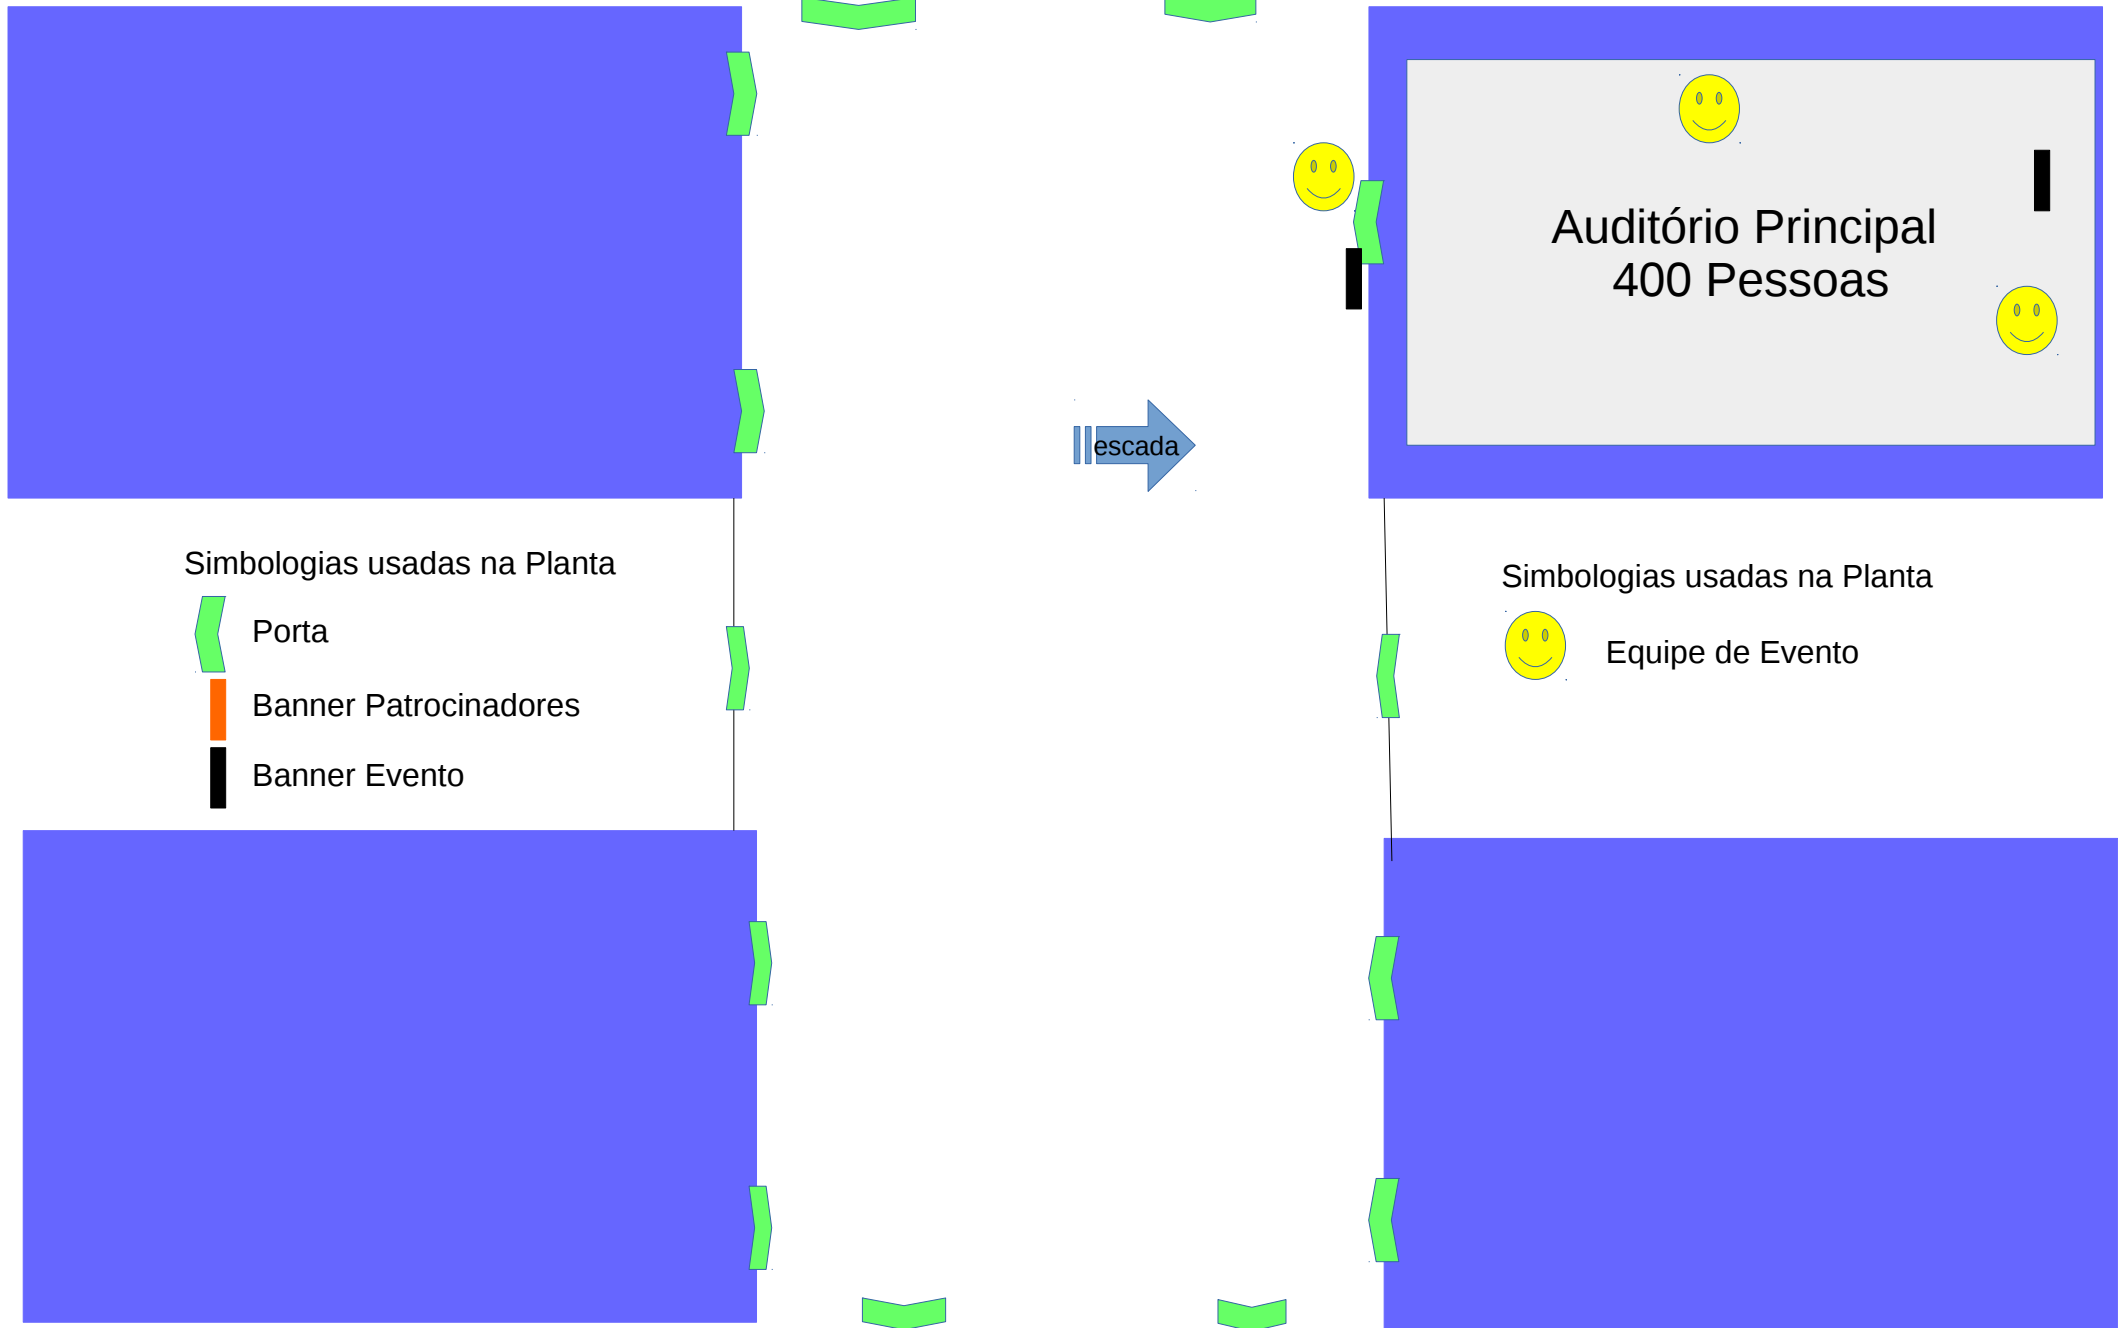 Auditório Principal
400 Pessoas
escada
Simbologias usadas na Planta
Porta
Banner Patrocinadores
Banner Evento
Simbologias usadas na Planta
Equipe de Evento